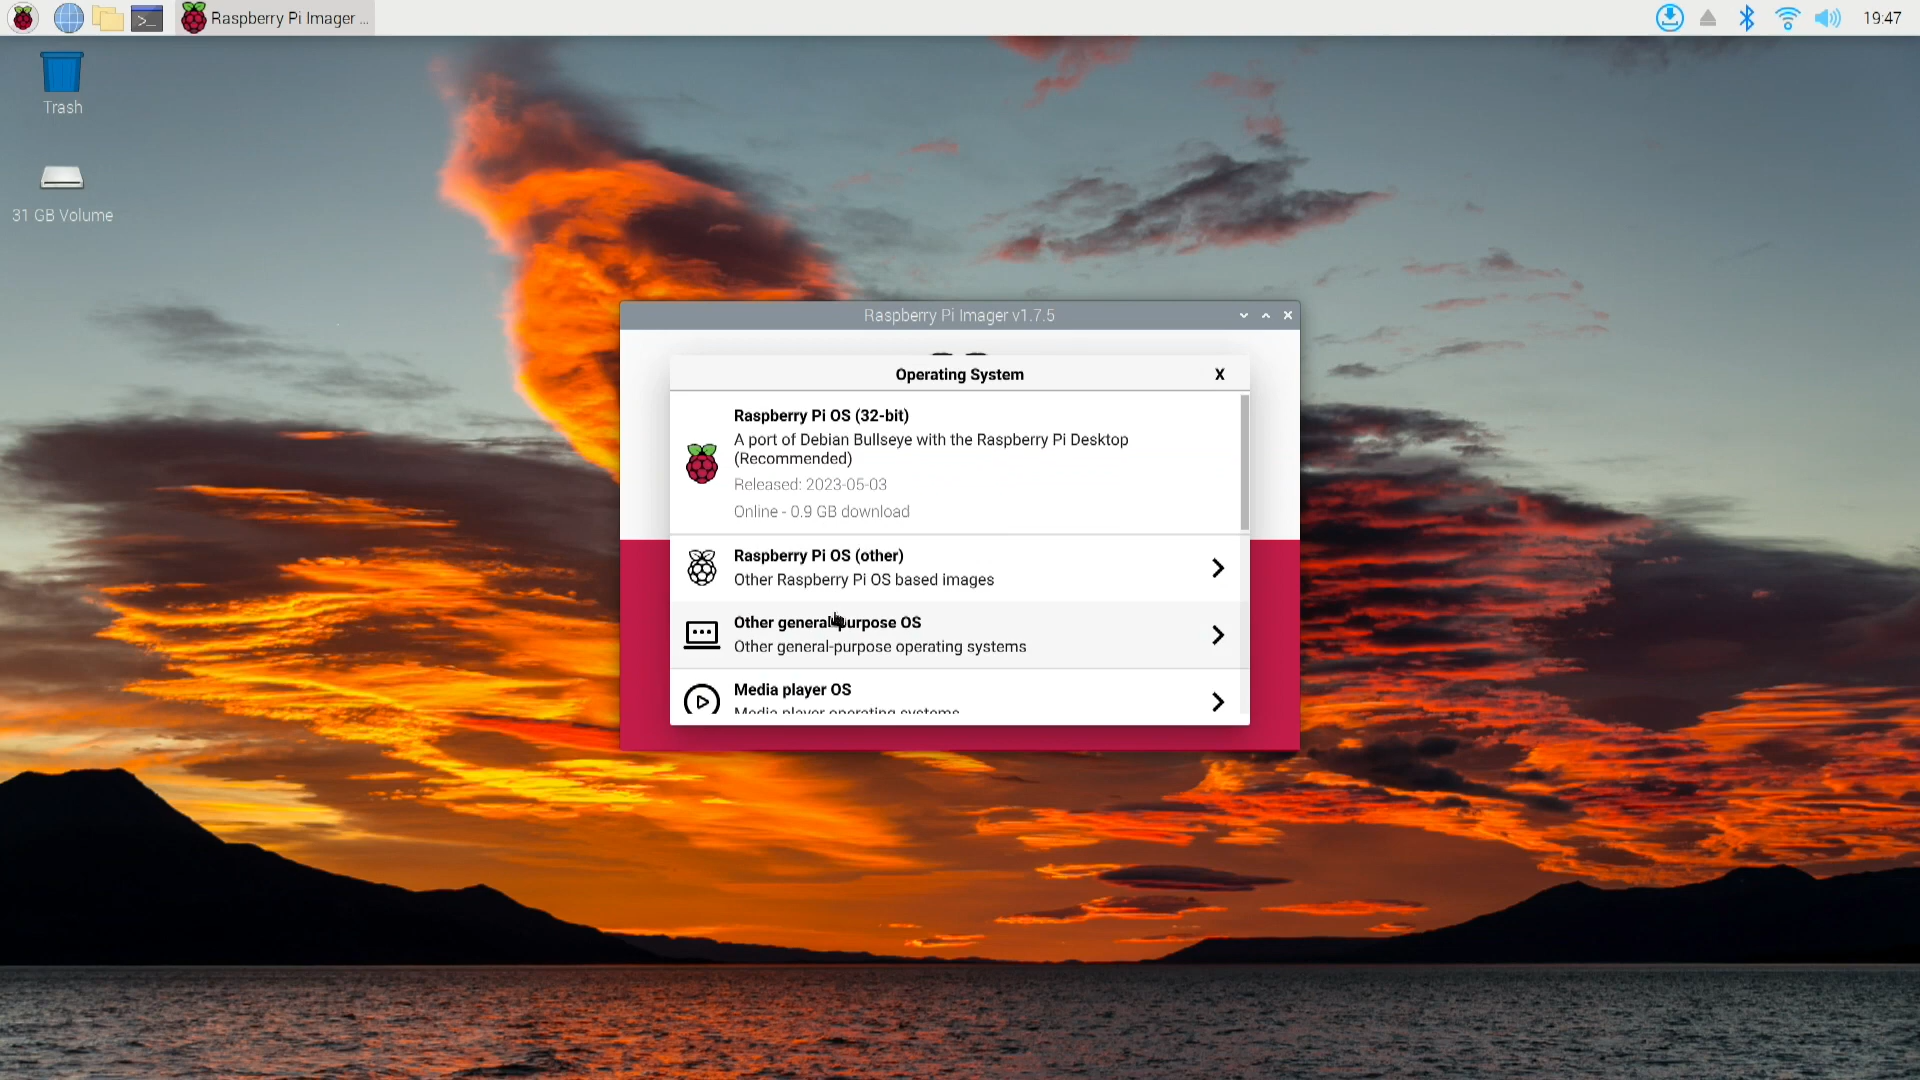 Raspberry Pi Imager ...
19:47
Trash
31 GB Volume
Raspberry Pi Imager v1.7.5
Operating System
X
Raspberry Pi OS (32-bit)
A port of Debian Bullseye with the Raspberry Pi Desktop
(Recommended)
Released: 2023-05-03
Online - 0.9 GB download
Raspberry Pi OS (other)
Other Raspberry Pi OS based images
Other general-purpose OS
Other general-purpose operating systems
Media player OS
Media player operating systems